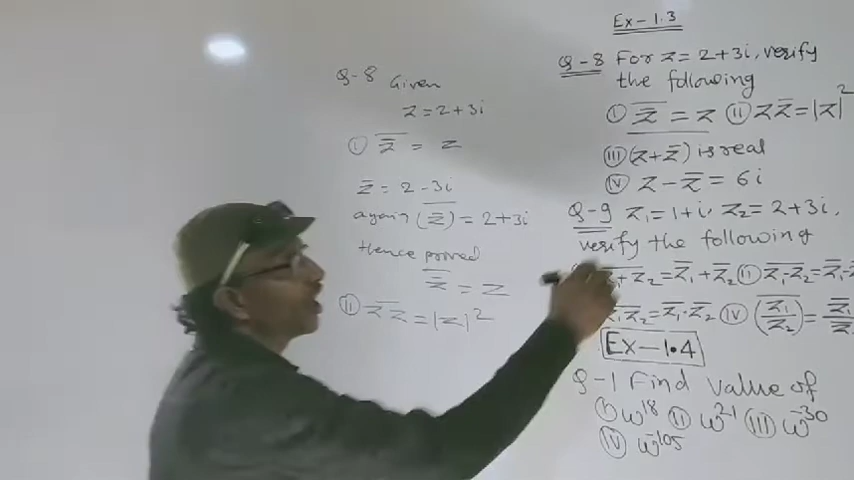 Q-8 Given
z = 2+3i
(i) z̿ = z
z̄ = 2-3i
again (z̄)‾ = 2+3i
Hence proved
z̿ = z
(ii) z z̄ = |z|²
Ex-1.3
Q-8 For z = 2+3i, verify
the following
(i) z̿ = z (ii) z z̄ = |z|²
(iii) (z+z̄) is real
(iv) z - z̄ = 6i
Q-9 z₁ = 1+i, z₂ = 2+3i,
verify the following
+z₂ = z̄₁+z̄₂ (ii) z₁-z₂ = z̄₁-
z₁z₂ = z̄₁·z̄₂ (iv) (z₁/z₂)‾ = z̄₁/z̄₂
Ex-1.4
Q-1 Find value of
(i) ω¹⁸ (ii) ω²¹ (iii) ω⁻³⁰
(iv) ω⁻¹⁰⁵